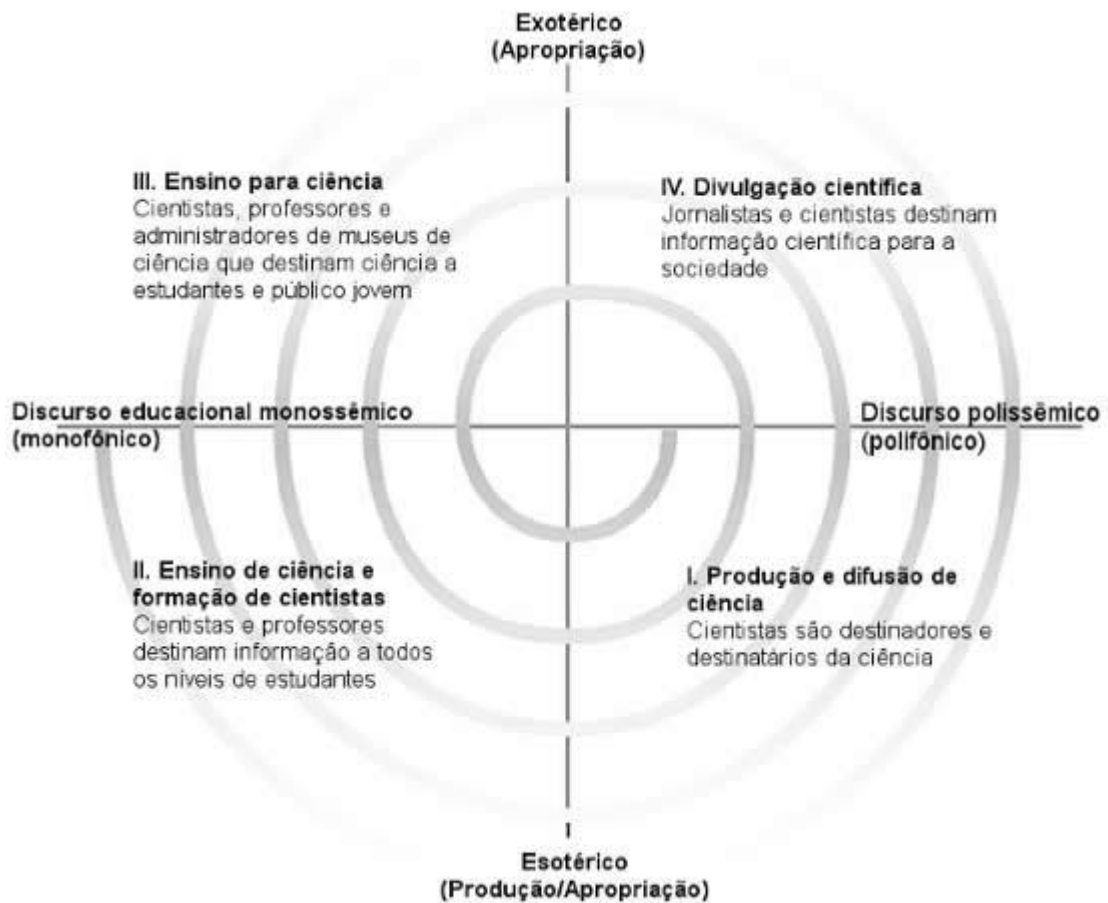 Exotérico
(Apropriação)
III. Ensino para ciência
Cientistas, professores e
administradores de museus de
ciência que destinam ciência a
estudantes e público jovem
IV. Divulgação científica
Jornalistas e cientistas destinam
informação científica para a
sociedade
Discurso educacional monossêmico
(monofônico)
Discurso polissêmico
(polifônico)
II. Ensino de ciência e
formação de cientistas
Cientistas e professores
destinam informação a todos
os níveis de estudantes
I. Produção e difusão de
ciência
Cientistas são destinadores e
destinatários da ciência
Esotérico
(Produção/Apropriação)